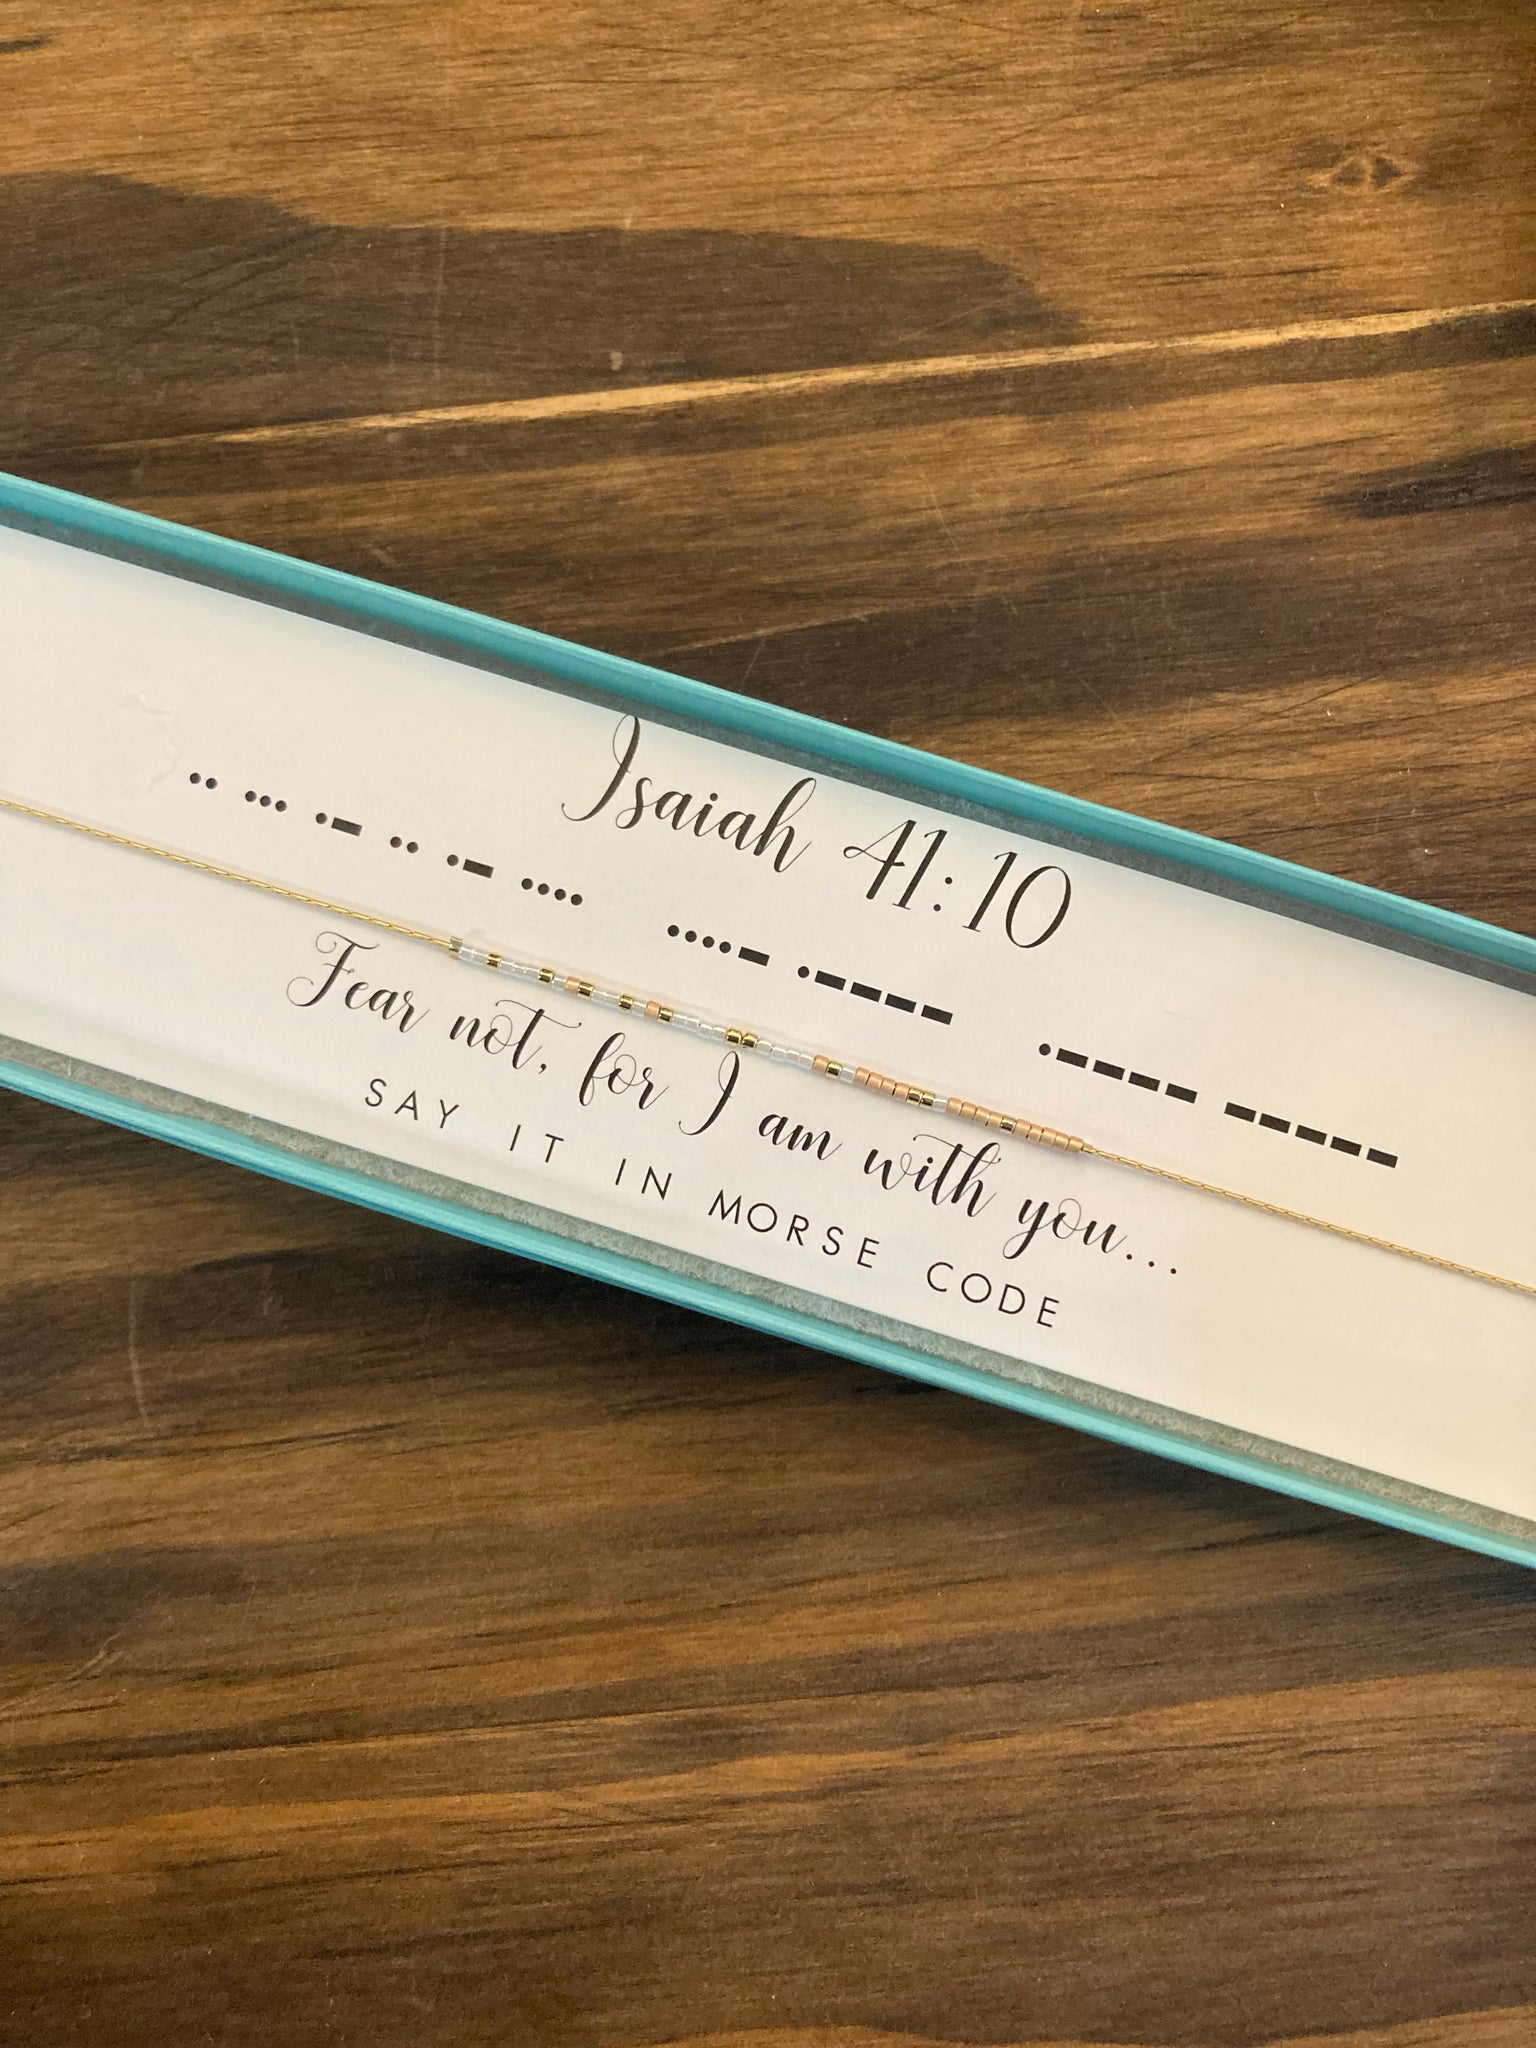 Isaiah 41:10
•• ••• •▬ •• •▬ •••• ••••▬ •▬▬▬▬ •▬▬▬▬ ▬▬▬▬▬
Fear not, for I am with you...
SAY IT IN MORSE CODE